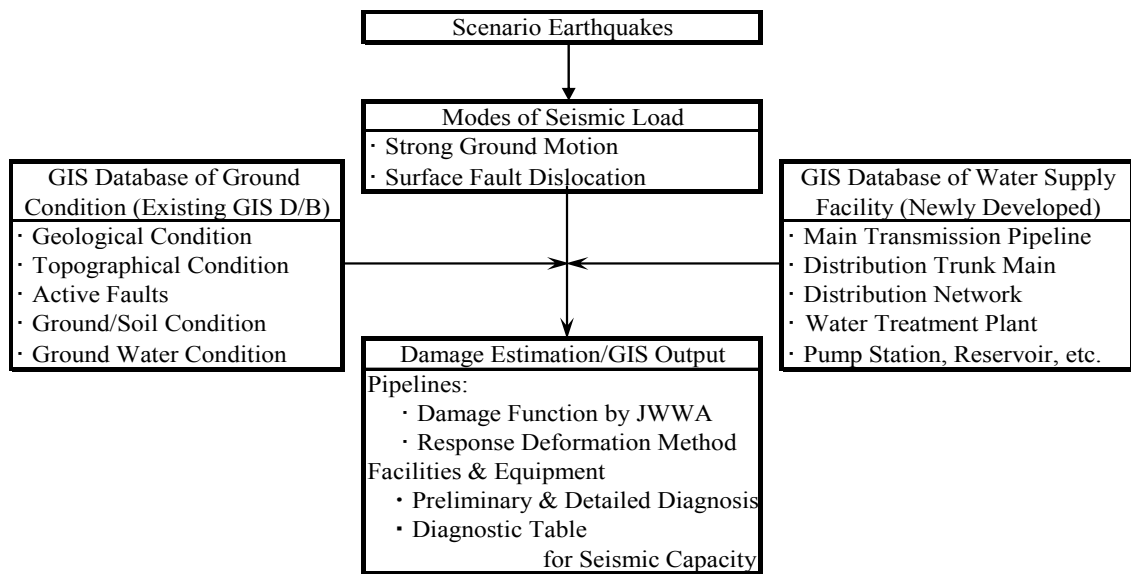 Scenario Earthquakes
Modes of Seismic Load
· Strong Ground Motion
· Surface Fault Dislocation
GIS Database of Ground
Condition (Existing GIS D/B)
· Geological Condition
· Topographical Condition
· Active Faults
· Ground/Soil Condition
· Ground Water Condition
GIS Database of Water Supply
Facility (Newly Developed)
· Main Transmission Pipeline
· Distribution Trunk Main
· Distribution Network
· Water Treatment Plant
· Pump Station, Reservoir, etc.
Damage Estimation/GIS Output
Pipelines:
· Damage Function by JWWA
· Response Deformation Method
Facilities & Equipment
· Preliminary & Detailed Diagnosis
· Diagnostic Table
for Seismic Capacity